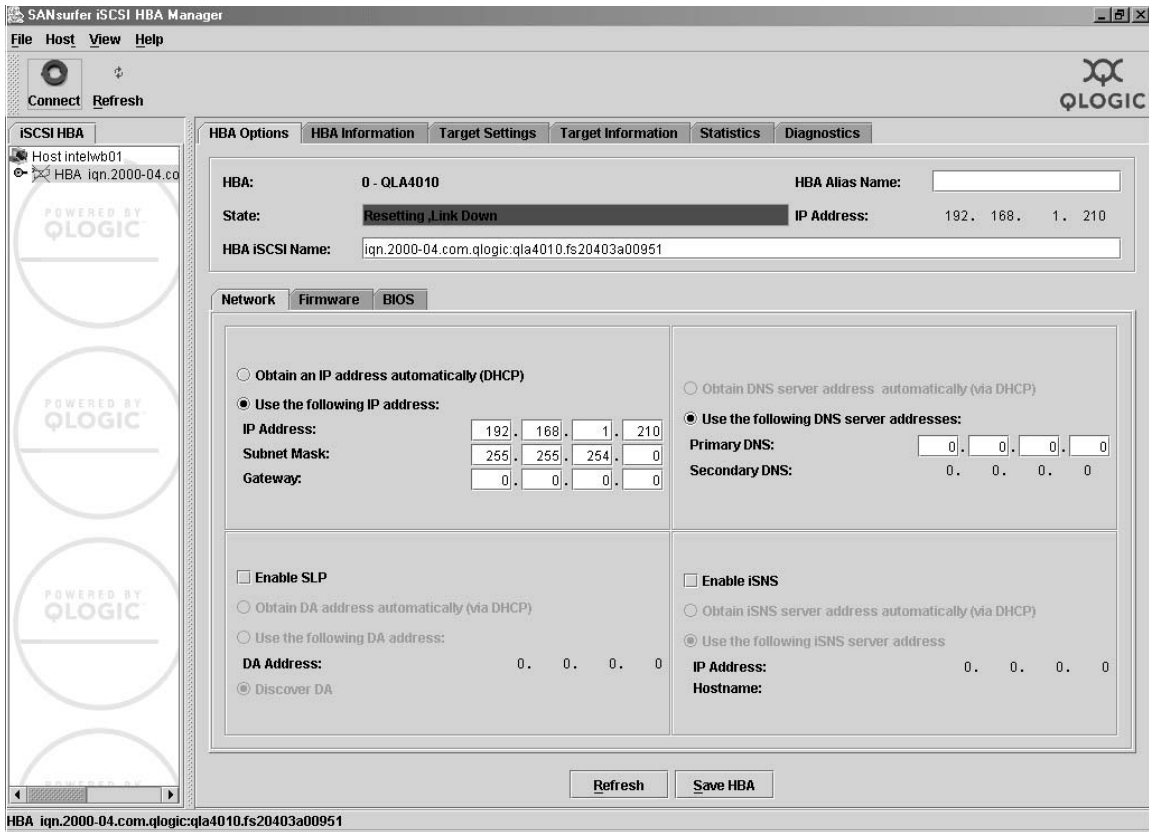 SANsurfer iSCSI HBA Manager
File Host View Help
Connect Refresh
QLOGIC
iSCSI HBA
Host intelwb01
HBA iqn.2000-04.co
POWERED BY
QLOGIC
POWERED BY
QLOGIC
POWERED BY
QLOGIC
POWERED BY
HBA Options HBA Information Target Settings Target Information Statistics Diagnostics
HBA: 0 - QLA4010 HBA Alias Name:
State: Resetting ,Link Down IP Address: 192. 168. 1. 210
HBA iSCSI Name: iqn.2000-04.com.qlogic:qla4010.fs20403a00951
Network Firmware BIOS
Obtain an IP address automatically (DHCP)
Use the following IP address:
IP Address: 192. 168. 1. 210
Subnet Mask: 255. 255. 254. 0
Gateway: 0. 0. 0. 0
Obtain DNS server address automatically (via DHCP)
Use the following DNS server addresses:
Primary DNS: 0. 0. 0. 0
Secondary DNS: 0. 0. 0. 0
Enable SLP
Obtain DA address automatically (via DHCP)
Use the following DA address:
DA Address: 0. 0. 0. 0
Discover DA
Enable iSNS
Obtain iSNS server address automatically (via DHCP)
Use the following iSNS server address
IP Address: 0. 0. 0. 0
Hostname:
Refresh Save HBA
HBA iqn.2000-04.com.qlogic:qla4010.fs20403a00951